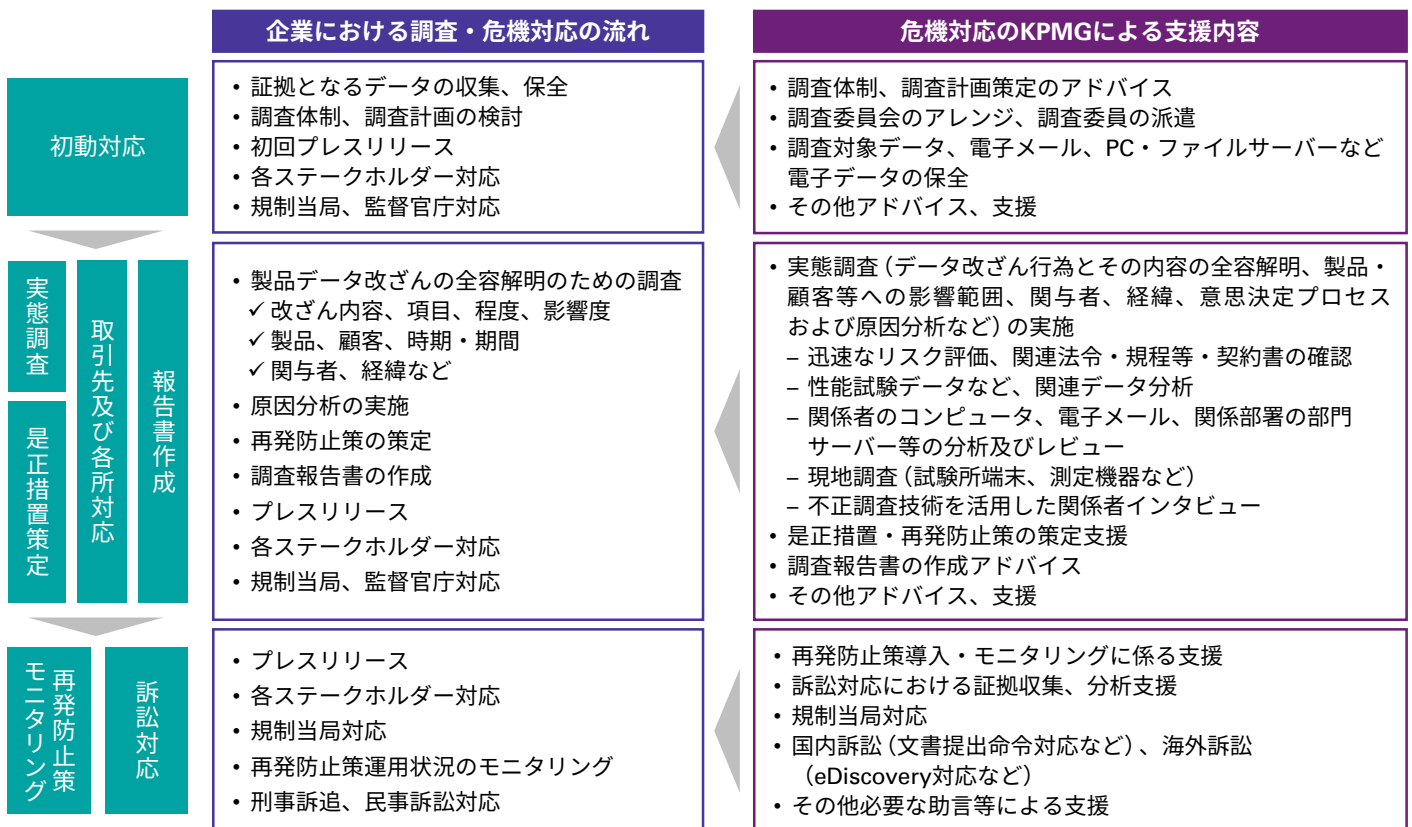 企業における調査・危機対応の流れ
危機対応のKPMGによる支援内容
初動対応
• 証拠となるデータの収集、保全
• 調査体制、調査計画の検討
• 初回プレスリリース
• 各ステークホルダー対応
• 規制当局、監督官庁対応
• 調査体制、調査計画策定のアドバイス
• 調査委員会のアレンジ、調査委員の派遣
• 調査対象データ、電子メール、PC・ファイルサーバーなど
電子データの保全
• その他アドバイス、支援
実態調査
是正措置策定
取引先及び各所対応
報告書作成
• 製品データ改ざんの全容解明のための調査
✓ 改ざん内容、項目、程度、影響度
✓ 製品、顧客、時期・期間
✓ 関与者、経緯など
• 原因分析の実施
• 再発防止策の策定
• 調査報告書の作成
• プレスリリース
• 各ステークホルダー対応
• 規制当局、監督官庁対応
• 実態調査（データ改ざん行為とその内容の全容解明、製品・
顧客等への影響範囲、関与者、経緯、意思決定プロセス
および原因分析など）の実施
– 迅速なリスク評価、関連法令・規程等・契約書の確認
– 性能試験データなど、関連データ分析
– 関係者のコンピュータ、電子メール、関係部署の部門
サーバー等の分析及びレビュー
– 現地調査（試験所端末、測定機器など）
– 不正調査技術を活用した関係者インタビュー
• 是正措置・再発防止策の策定支援
• 調査報告書の作成アドバイス
• その他アドバイス、支援
再発防止策
モニタリング
訴訟対応
• プレスリリース
• 各ステークホルダー対応
• 規制当局対応
• 再発防止策運用状況のモニタリング
• 刑事訴追、民事訴訟対応
• 再発防止策導入・モニタリングに係る支援
• 訴訟対応における証拠収集、分析支援
• 規制当局対応
• 国内訴訟（文書提出命令対応など）、海外訴訟
（eDiscovery対応など）
• その他必要な助言等による支援